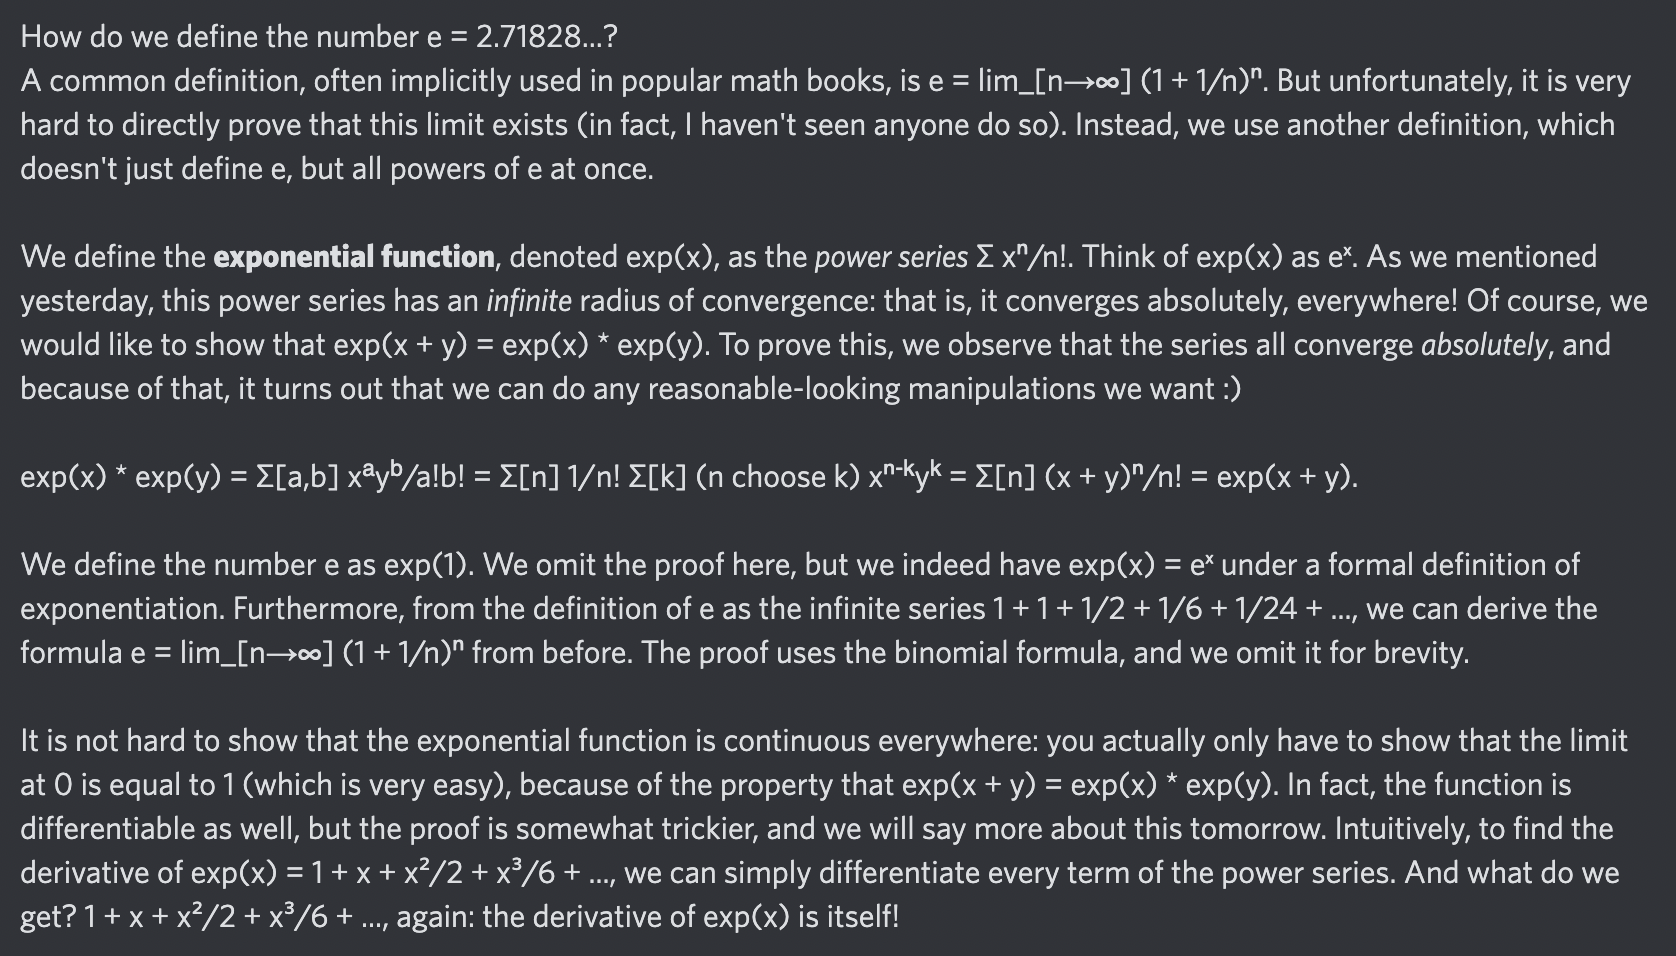 How do we define the number e = 2.71828...?
A common definition, often implicitly used in popular math books, is e = lim_[n→∞] (1 + 1/n)ⁿ. But unfortunately, it is very
hard to directly prove that this limit exists (in fact, I haven't seen anyone do so). Instead, we use another definition, which
doesn't just define e, but all powers of e at once.
We define the exponential function, denoted exp(x), as the power series Σ xⁿ/n!. Think of exp(x) as eˣ. As we mentioned
yesterday, this power series has an infinite radius of convergence: that is, it converges absolutely, everywhere! Of course, we
would like to show that exp(x + y) = exp(x) * exp(y). To prove this, we observe that the series all converge absolutely, and
because of that, it turns out that we can do any reasonable-looking manipulations we want :)
exp(x) * exp(y) = Σ[a,b] xᵃyᵇ/a!b! = Σ[n] 1/n! Σ[k] (n choose k) xⁿ⁻ᵏyᵏ = Σ[n] (x + y)ⁿ/n! = exp(x + y).
We define the number e as exp(1). We omit the proof here, but we indeed have exp(x) = eˣ under a formal definition of
exponentiation. Furthermore, from the definition of e as the infinite series 1 + 1 + 1/2 + 1/6 + 1/24 + ..., we can derive the
formula e = lim_[n→∞] (1 + 1/n)ⁿ from before. The proof uses the binomial formula, and we omit it for brevity.
It is not hard to show that the exponential function is continuous everywhere: you actually only have to show that the limit
at 0 is equal to 1 (which is very easy), because of the property that exp(x + y) = exp(x) * exp(y). In fact, the function is
differentiable as well, but the proof is somewhat trickier, and we will say more about this tomorrow. Intuitively, to find the
derivative of exp(x) = 1 + x + x²/2 + x³/6 + ..., we can simply differentiate every term of the power series. And what do we
get? 1 + x + x²/2 + x³/6 + ..., again: the derivative of exp(x) is itself!